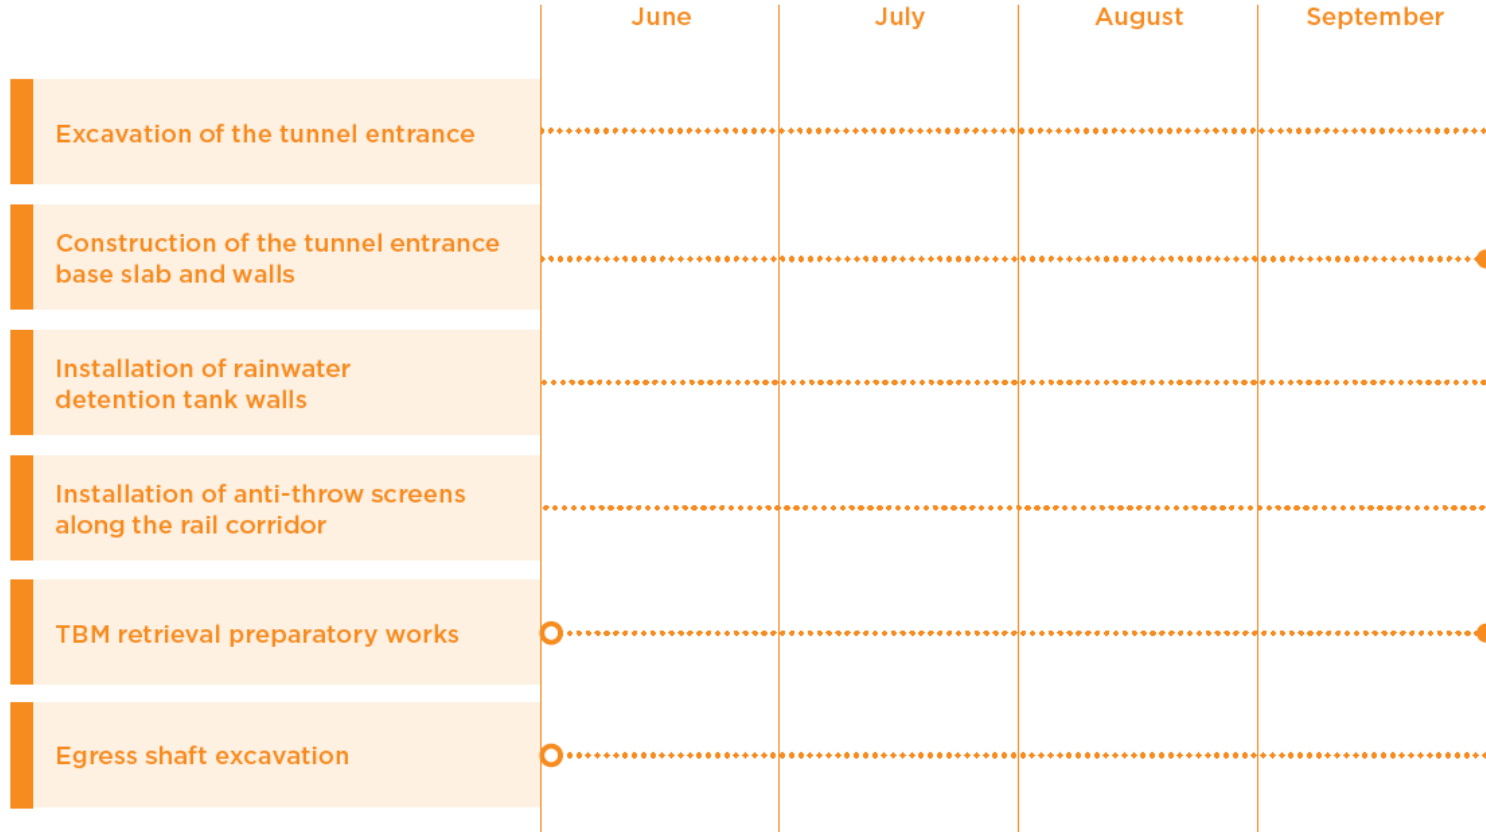 June July August September
Excavation of the tunnel entrance
Construction of the tunnel entrance
base slab and walls
Installation of rainwater
detention tank walls
Installation of anti-throw screens
along the rail corridor
TBM retrieval preparatory works
Egress shaft excavation